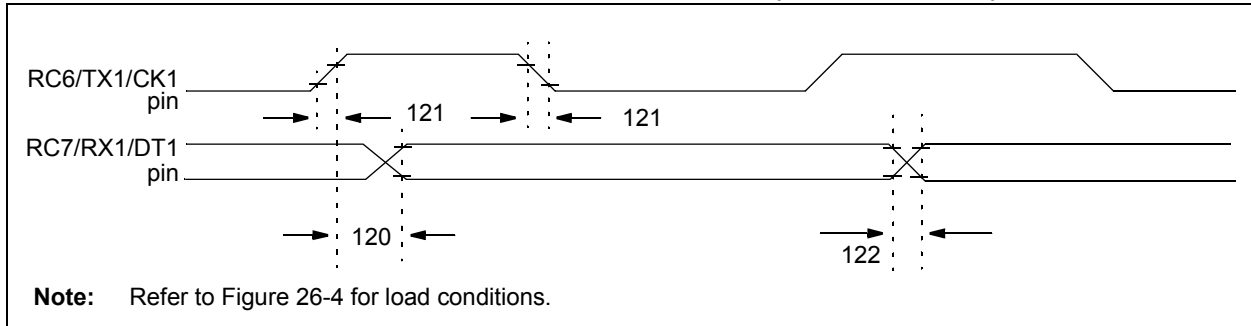 RC6/TX1/CK1
pin
121
121
RC7/RX1/DT1
pin
120
122
Note: Refer to Figure 26-4 for load conditions.